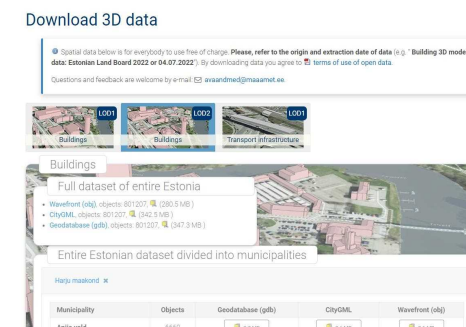 Download 3D data
Spatial data below is for everybody to use free of charge. Please, refer to the origin and extraction date of data (e.g. " Building 3D mode
data: Estonian Land Board 2022 or 04.07.2022"). By downloading data you agree to terms of use of open data.
Questions and feedback are welcome by e-mail: avaandmed@maaamet.ee.
LOD1
Buildings
LOD2
Buildings
LOD1
Transport infrastructure
Buildings
Full dataset of entire Estonia
Wavefront (obj), objects: 801207, (280.5 MB )
CityGML, objects: 801207, (342.5 MB )
Geodatabase (gdb), objects: 801207, (347.3 MB )
Entire Estonian dataset divided into municipalities
Harju maakond ×
Municipality Objects Geodatabase (gdb) CityGML Wavefront (obj)